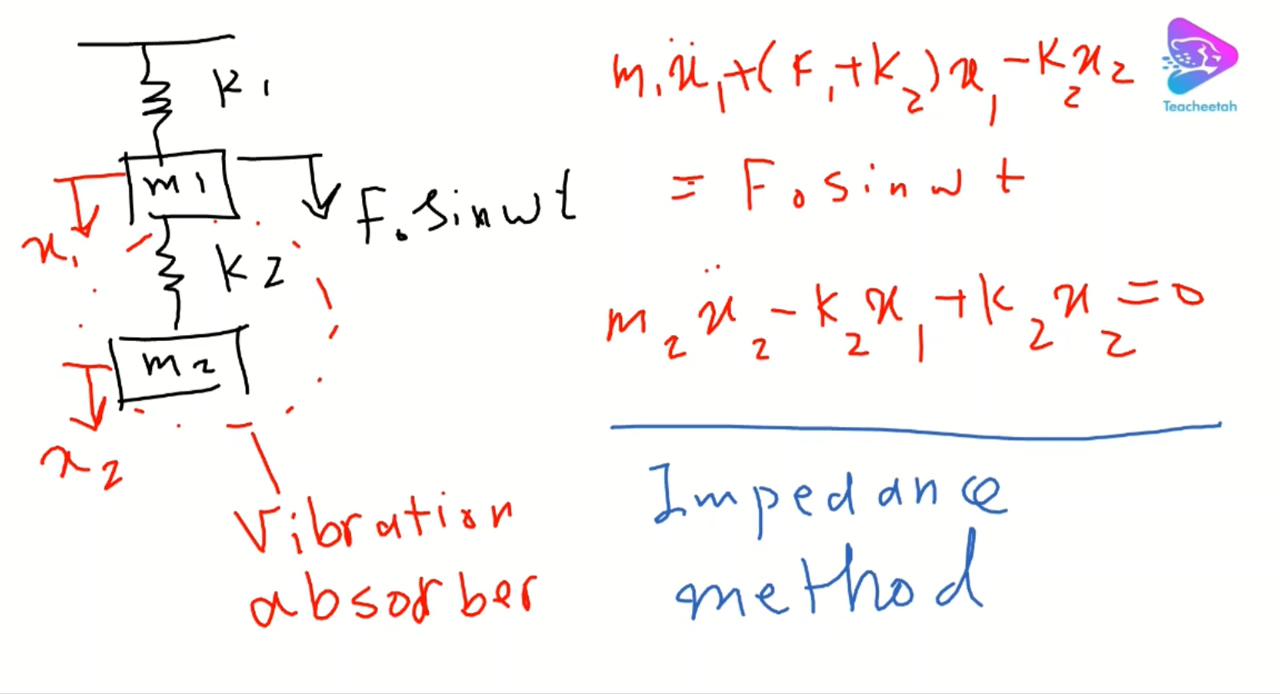 k1
m1
x1
F₀ sinωt
k2
m2
x2
Vibration
absorber
m₁ẍ₁+(k₁+k₂)x₁-k₂x₂
= F₀ sinωt
m₂ẍ₂-k₂x₁+k₂x₂=0
Impedance
method
Teacheetah